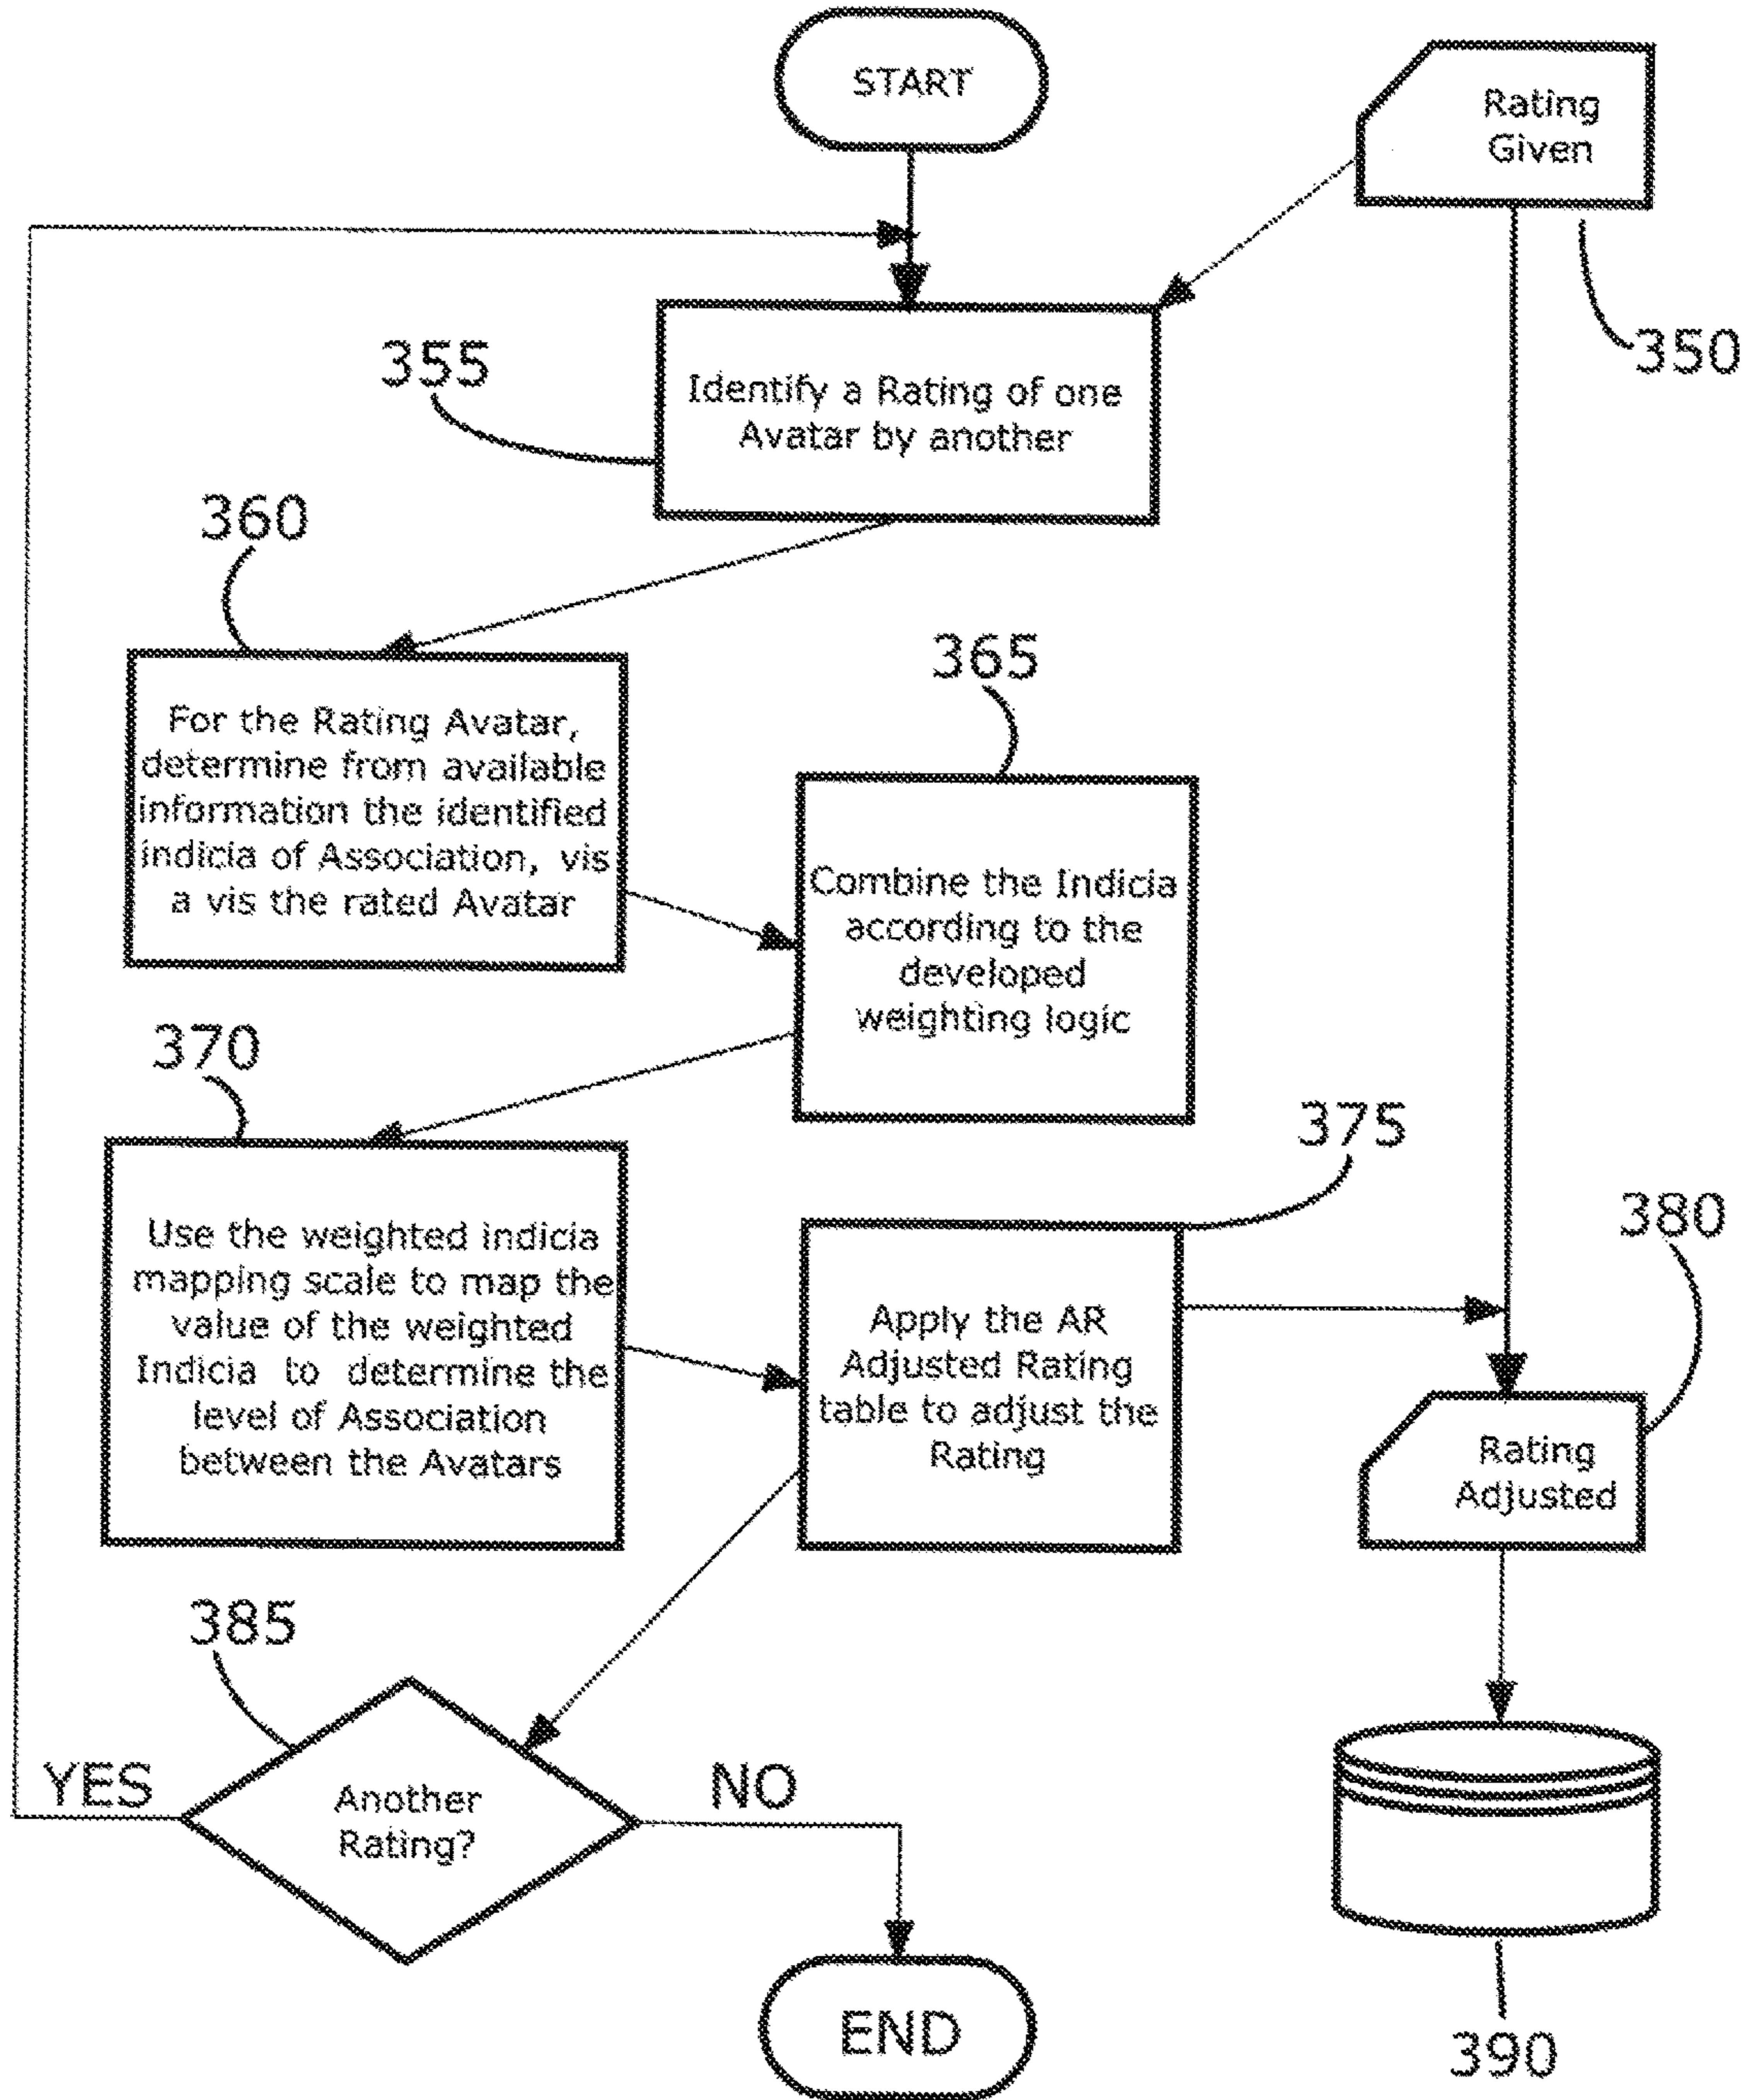 START
Rating
Given
350
355
Identify a Rating of one
Avatar by another
360
For the Rating Avatar,
determine from available
information the identified
indicia of Association, vis
a vis the rated Avatar
365
Combine the Indicia
according to the
developed
weighting logic
370
Use the weighted indicia
mapping scale to map the
value of the weighted
Indicia to determine the
level of Association
between the Avatars
375
Apply the AR
Adjusted Rating
table to adjust the
Rating
380
Rating
Adjusted
385
YES
Another
Rating?
NO
END
390